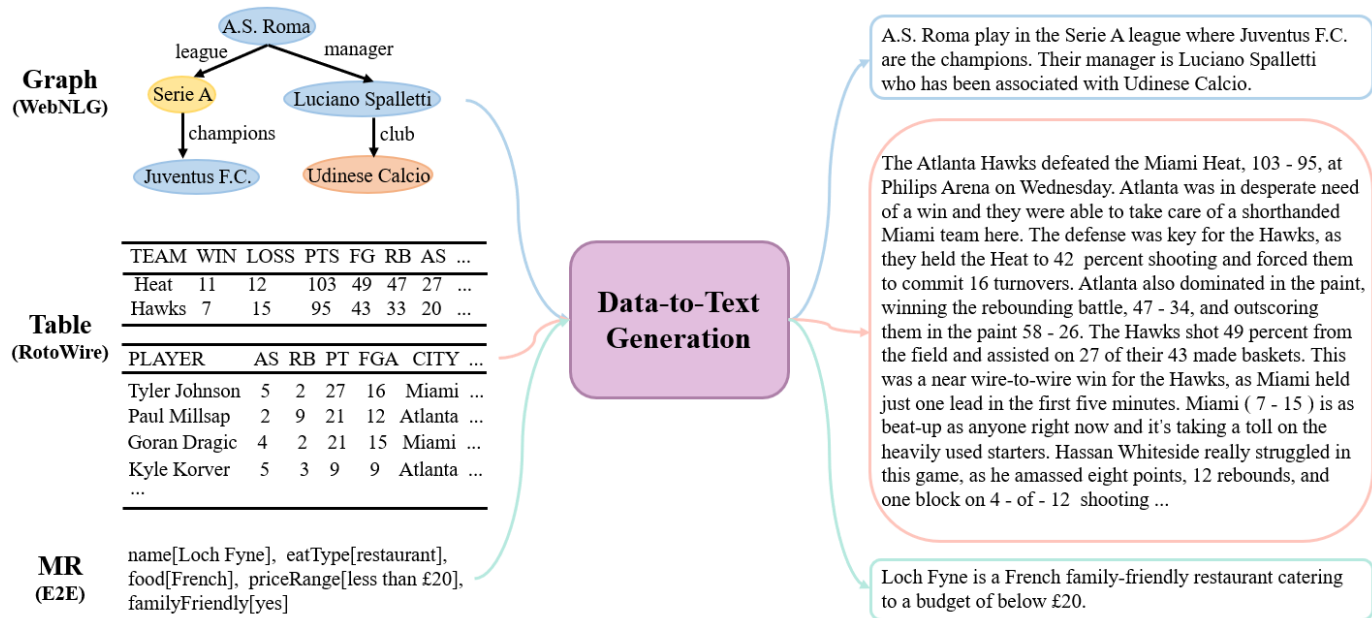 A.S. Roma
league
manager
Graph
(WebNLG)
Serie A
Luciano Spalletti
champions
club
Juventus F.C.
Udinese Calcio
TEAM WIN LOSS PTS FG RB AS ...
Heat 11 12 103 49 47 27 ...
Hawks 7 15 95 43 33 20 ...
Table
(RotoWire)
PLAYER AS RB PT FGA CITY ...
Tyler Johnson 5 2 27 16 Miami ...
Paul Millsap 2 9 21 12 Atlanta ...
Goran Dragic 4 2 21 15 Miami ...
Kyle Korver 5 3 9 9 Atlanta ...
...
MR
(E2E)
name[Loch Fyne], eatType[restaurant],
food[French], priceRange[less than £20],
familyFriendly[yes]
Data-to-Text
Generation
A.S. Roma play in the Serie A league where Juventus F.C.
are the champions. Their manager is Luciano Spalletti
who has been associated with Udinese Calcio.
The Atlanta Hawks defeated the Miami Heat, 103 - 95, at
Philips Arena on Wednesday. Atlanta was in desperate need
of a win and they were able to take care of a shorthanded
Miami team here. The defense was key for the Hawks, as
they held the Heat to 42 percent shooting and forced them
to commit 16 turnovers. Atlanta also dominated in the paint,
winning the rebounding battle, 47 - 34, and outscoring
them in the paint 58 - 26. The Hawks shot 49 percent from
the field and assisted on 27 of their 43 made baskets. This
was a near wire-to-wire win for the Hawks, as Miami held
just one lead in the first five minutes. Miami ( 7 - 15 ) is as
beat-up as anyone right now and it's taking a toll on the
heavily used starters. Hassan Whiteside really struggled in
this game, as he amassed eight points, 12 rebounds, and
one block on 4 - of - 12 shooting ...
Loch Fyne is a French family-friendly restaurant catering
to a budget of below £20.